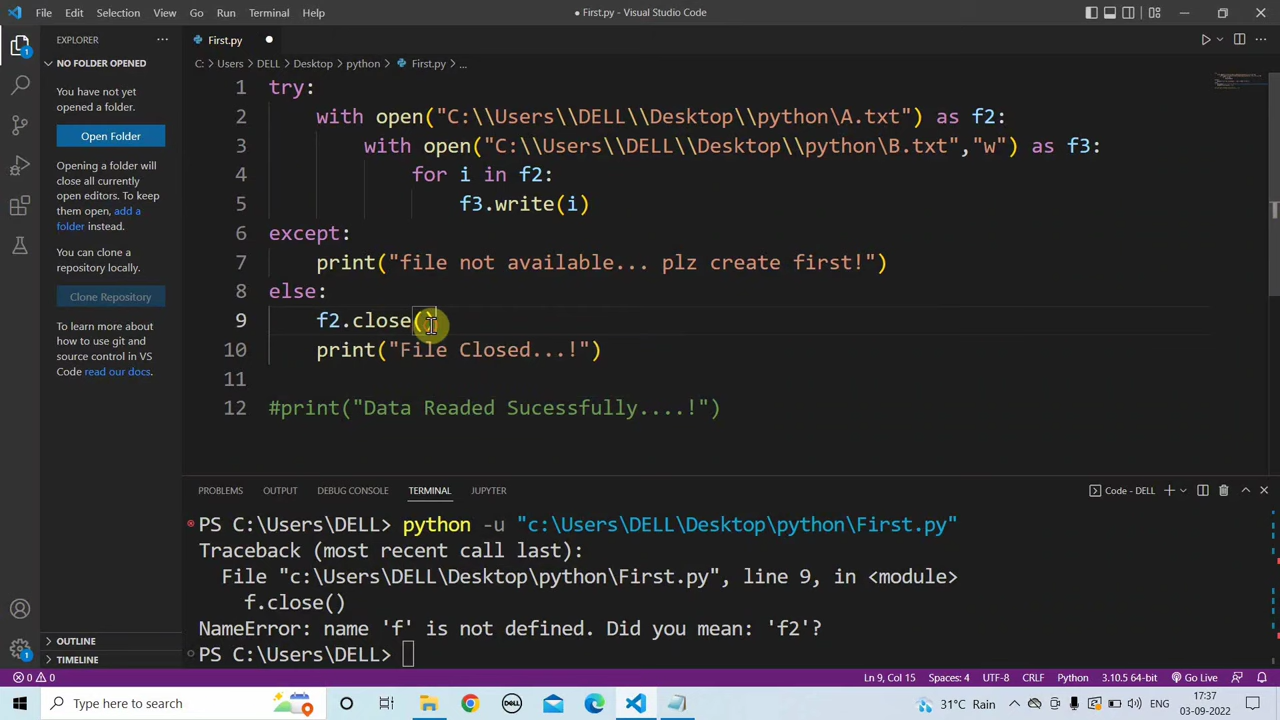 File Edit Selection View Go Run Terminal Help
● First.py - Visual Studio Code
EXPLORER
NO FOLDER OPENED
You have not yet
opened a folder.
Open Folder
Opening a folder will
close all currently
open editors. To keep
them open, add a
folder instead.
You can clone a
repository locally.
Clone Repository
To learn more about
how to use git and
source control in VS
Code read our docs.
OUTLINE
TIMELINE
First.py
C: > Users > DELL > Desktop > python > First.py > ...
1 try:
2 with open("C:\\Users\\DELL\\Desktop\\python\A.txt") as f2:
3 with open("C:\\Users\\DELL\\Desktop\\python\B.txt","w") as f3:
4 for i in f2:
5 f3.write(i)
6 except:
7 print("file not available... plz create first!")
8 else:
9 f2.close()
10 print("File Closed...!")
11
12 #print("Data Readed Sucessfully....!")
PROBLEMS OUTPUT DEBUG CONSOLE TERMINAL JUPYTER
Code - DELL
PS C:\Users\DELL> python -u "c:\Users\DELL\Desktop\python\First.py"
Traceback (most recent call last):
File "c:\Users\DELL\Desktop\python\First.py", line 9, in <module>
f.close()
NameError: name 'f' is not defined. Did you mean: 'f2'?
PS C:\Users\DELL>
0 0
Ln 9, Col 15 Spaces: 4 UTF-8 CRLF Python 3.10.5 64-bit Go Live
Type here to search
DELL
31°C Rain
ENG
17:37
03-09-2022
1
1